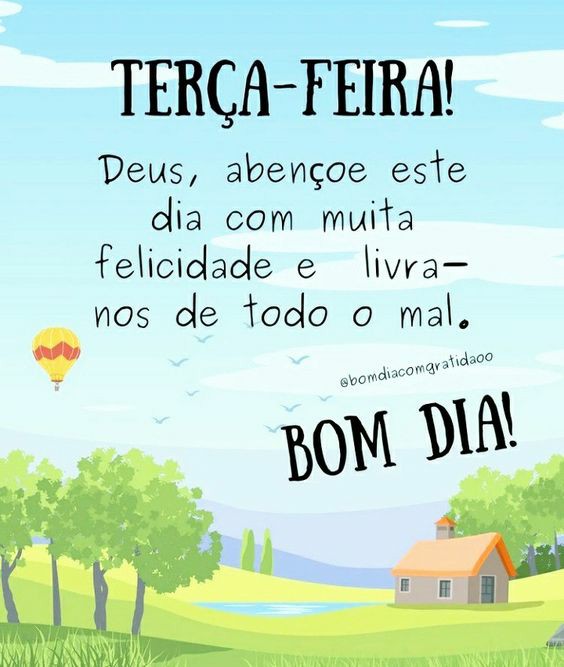 TERÇA-FEIRA!
Deus, abençoe este
dia com muita
felicidade e livra-
nos de todo o mal.
@bomdiacomgratidaoo
BOM DIA!